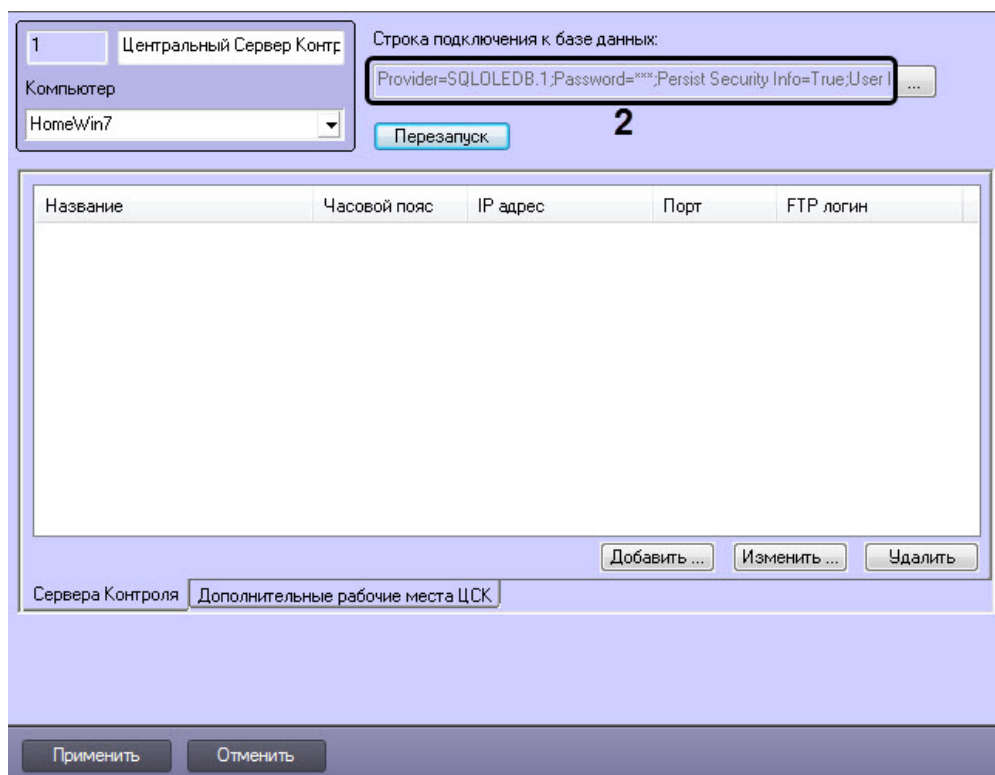 1
Центральный Сервер Контр
Компьютер
HomeWin7
Строка подключения к базе данных:
Provider=SQLOLEDB.1;Password=***;Persist Security Info=True;User I
...
2
Перезапуск
Название Часовой пояс IP адрес Порт FTP логин
Добавить ... Изменить ... Удалить
Сервера Контроля Дополнительные рабочие места ЦСК
Применить Отменить